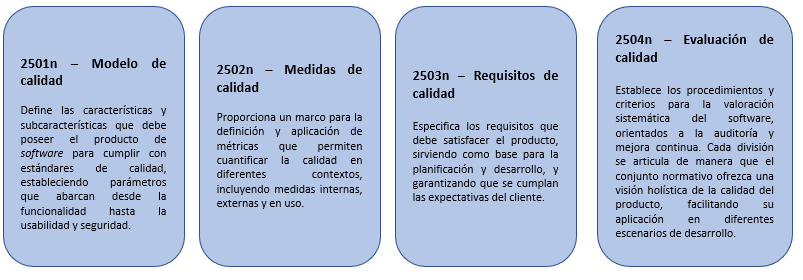 2501n – Modelo de
calidad
Define las características y
subcaracterísticas que debe
poseer el producto de
software para cumplir con
estándares de calidad,
estableciendo parámetros
que abarcan desde la
funcionalidad hasta la
usabilidad y seguridad.
2502n – Medidas de
calidad
Proporciona un marco para la
definición y aplicación de
métricas que permiten
cuantificar la calidad en
diferentes contextos,
incluyendo medidas internas,
externas y en uso.
2503n – Requisitos de
calidad
Especifica los requisitos que
debe satisfacer el producto,
sirviendo como base para la
planificación y desarrollo, y
garantizando que se cumplan
las expectativas del cliente.
2504n – Evaluación de
calidad
Establece los procedimientos y
criterios para la valoración
sistemática del software,
orientados a la auditoría y
mejora continua. Cada división
se articula de manera que el
conjunto normativo ofrezca una
visión holística de la calidad del
producto, facilitando su
aplicación en diferentes
escenarios de desarrollo.